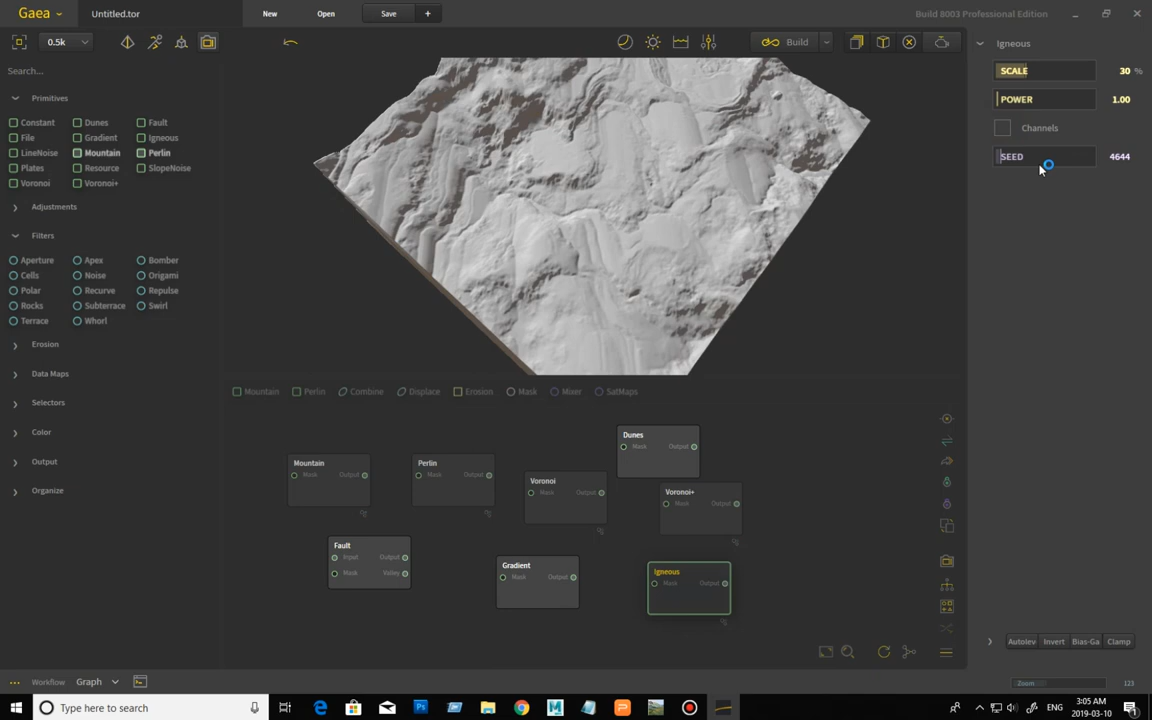 Gaea
Untitled.tor
New
Open
Save
+
Build 8003 Professional Edition
0.5k
Build
Igneous
Search...
SCALE 30 %
Primitives
POWER 1.00
Constant Dunes Fault
Channels
File Gradient Igneous
LineNoise Mountain Perlin
SEED 4644
Plates Resource SlopeNoise
Voronoi Voronoi+
Adjustments
Filters
Aperture Apex Bomber
Cells Noise Origami
Polar Recurve Repulse
Rocks Subterrace Swirl
Terrace Whorl
Erosion
Data Maps
Selectors
Color
Output
Organize
Mountain Perlin Combine Displace Erosion Mask Mixer SatMaps
Dunes
Mask Output
Mountain
Mask Output
Perlin
Mask Output
Voronoi
Mask Output
Voronoi+
Mask Output
Fault
Input Output
Mask Valley
Gradient
Mask Output
Igneous
Mask Output
Autolev Invert Bias-Ga Clamp
Workflow Graph
Zoom 123
Type here to search
ENG
3:05 AM
2019-03-10